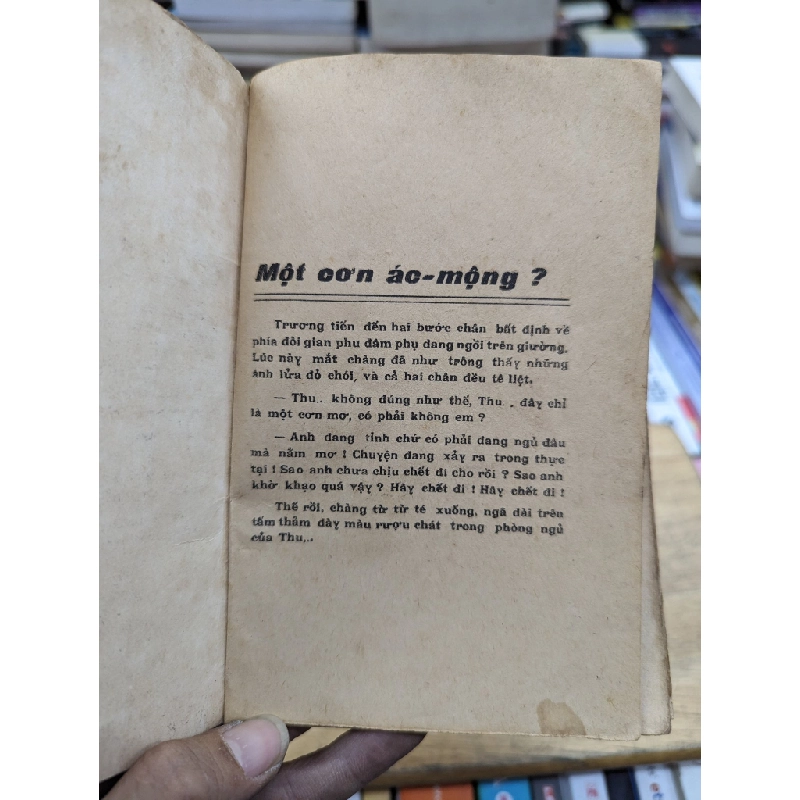 Một cơn ác-mộng ?
Trương tiến đến hai bước chân bất định về
phía đôi gian phu dâm phụ đang ngồi trên giường.
Lúc này mắt chàng đã như trông thấy những
ánh lửa đỏ chói, và cả hai chân đều tê liệt.
— Thu.. không đúng như thế, Thu . đây chỉ
là một cơn mơ, có phải không em ?
— Anh đang tỉnh chứ có phải đang ngủ đâu
mà nằm mơ ! Chuyện đang xảy ra trong thực
tại ! Sao anh chưa chịu chết đi cho rồi ? Sao anh
khờ khạo quá vậy ? Hãy chết đi ! Hãy chết đi !
Thế rồi, chàng từ từ té xuống, ngã dài trên
tấm thảm dày màu rượu chát trong phòng ngủ
của Thu...